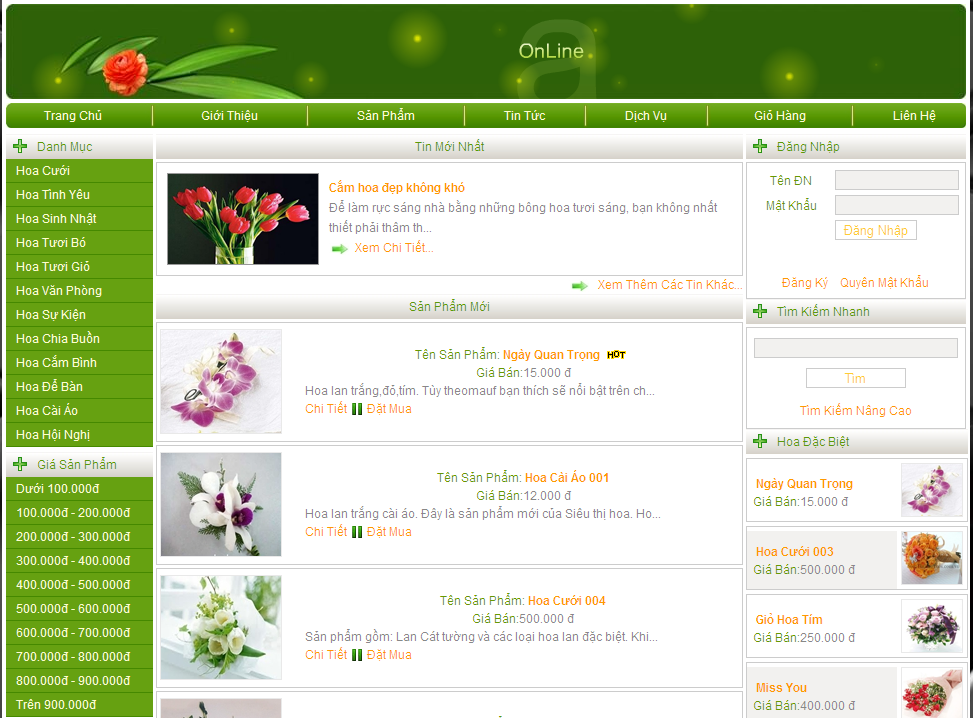 OnLine
Trang Chủ
Giới Thiệu
Sản Phẩm
Tin Tức
Dịch Vụ
Giỏ Hàng
Liên Hệ
Danh Mục
Hoa Cưới
Hoa Tình Yêu
Hoa Sinh Nhật
Hoa Tươi Bó
Hoa Tươi Giỏ
Hoa Văn Phòng
Hoa Sự Kiện
Hoa Chia Buồn
Hoa Cắm Bình
Hoa Để Bàn
Hoa Cài Áo
Hoa Hội Nghị
Giá Sản Phẩm
Dưới 100.000đ
100.000đ - 200.000đ
200.000đ - 300.000đ
300.000đ - 400.000đ
400.000đ - 500.000đ
500.000đ - 600.000đ
600.000đ - 700.000đ
700.000đ - 800.000đ
800.000đ - 900.000đ
Trên 900.000đ
Tin Mới Nhất
Cắm hoa đẹp không khó
Để làm rực sáng nhà bằng những bông hoa tươi sáng, bạn không nhất
thiết phải thăm th...
Xem Chi Tiết...
Xem Thêm Các Tin Khác...
Sản Phẩm Mới
Tên Sản Phẩm: Ngày Quan Trọng HOT
Giá Bán:15.000 đ
Hoa lan trắng,đỏ,tím. Tùy theomauf bạn thích sẽ nổi bật trên ch...
Chi Tiết Đặt Mua
Tên Sản Phẩm: Hoa Cài Áo 001
Giá Bán:12.000 đ
Hoa lan trắng cài áo. Đây là sản phẩm mới của Siêu thị hoa. Ho...
Chi Tiết Đặt Mua
Tên Sản Phẩm: Hoa Cưới 004
Giá Bán:500.000 đ
Sản phẩm gồm: Lan Cát tường và các loại hoa lan đặc biệt. Khi...
Chi Tiết Đặt Mua
Đăng Nhập
Tên ĐN
Mật Khẩu
Đăng Nhập
Đăng Ký Quyên Mật Khẩu
Tìm Kiếm Nhanh
Tìm
Tìm Kiếm Nâng Cao
Hoa Đặc Biệt
Ngày Quan Trọng
Giá Bán:15.000 đ
Hoa Cưới 003
Giá Bán:500.000 đ
Giỏ Hoa Tím
Giá Bán:250.000 đ
Miss You
Giá Bán:400.000 đ